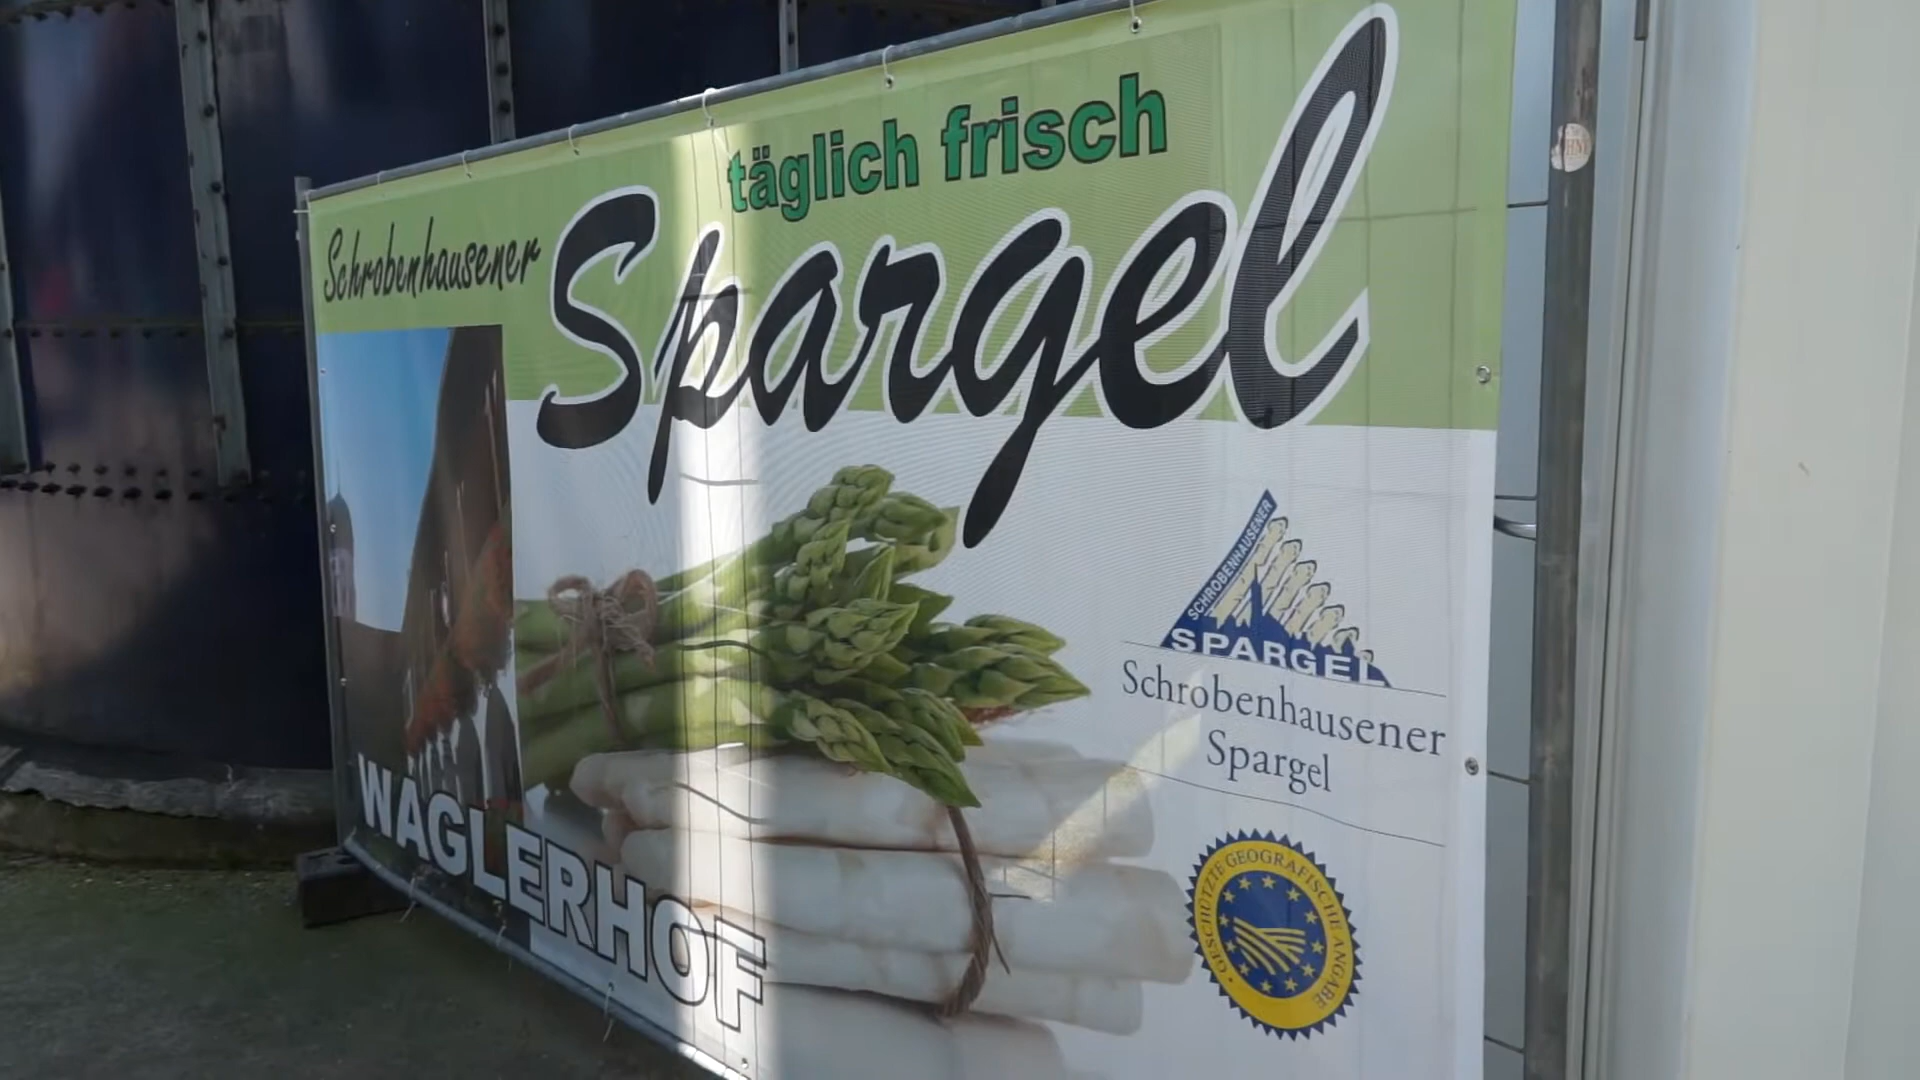 täglich frisch
Schrobenhausener
Spargel
SCHROBENHAUSENER
SPARGEL
Schrobenhausener
Spargel
WAGLERHOF
GESCHÜTZTE GEOGRAFISCHE ANGABE